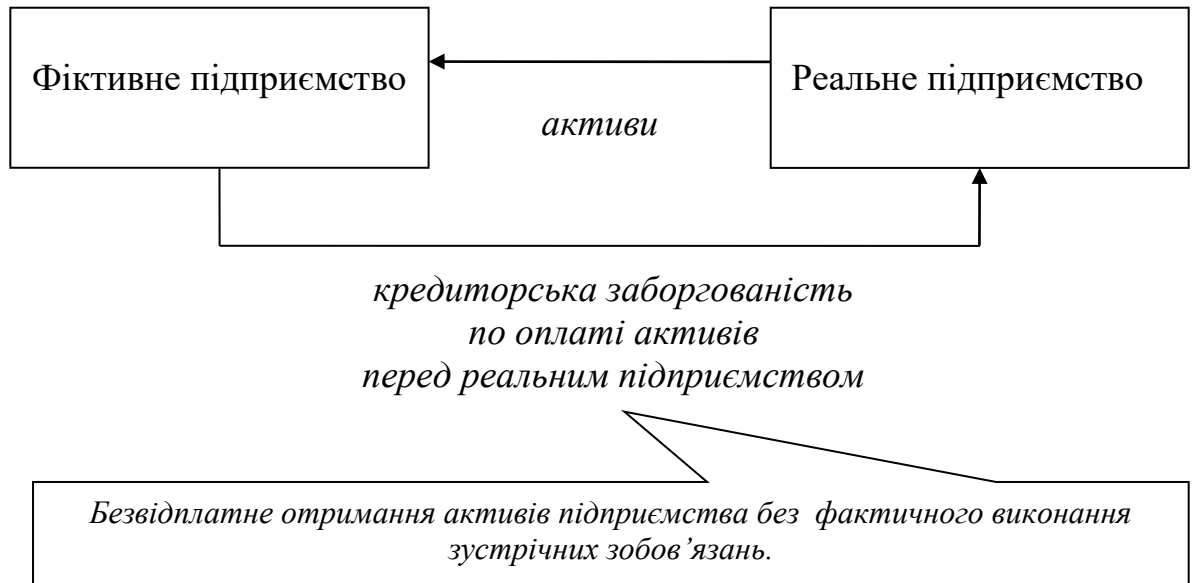 Фіктивне підприємство
Реальне підприємство
активи
кредиторська заборгованість
по оплаті активів
перед реальним підприємством
Безвідплатне отримання активів підприємства без фактичного виконання
зустрічних зобов’язань.